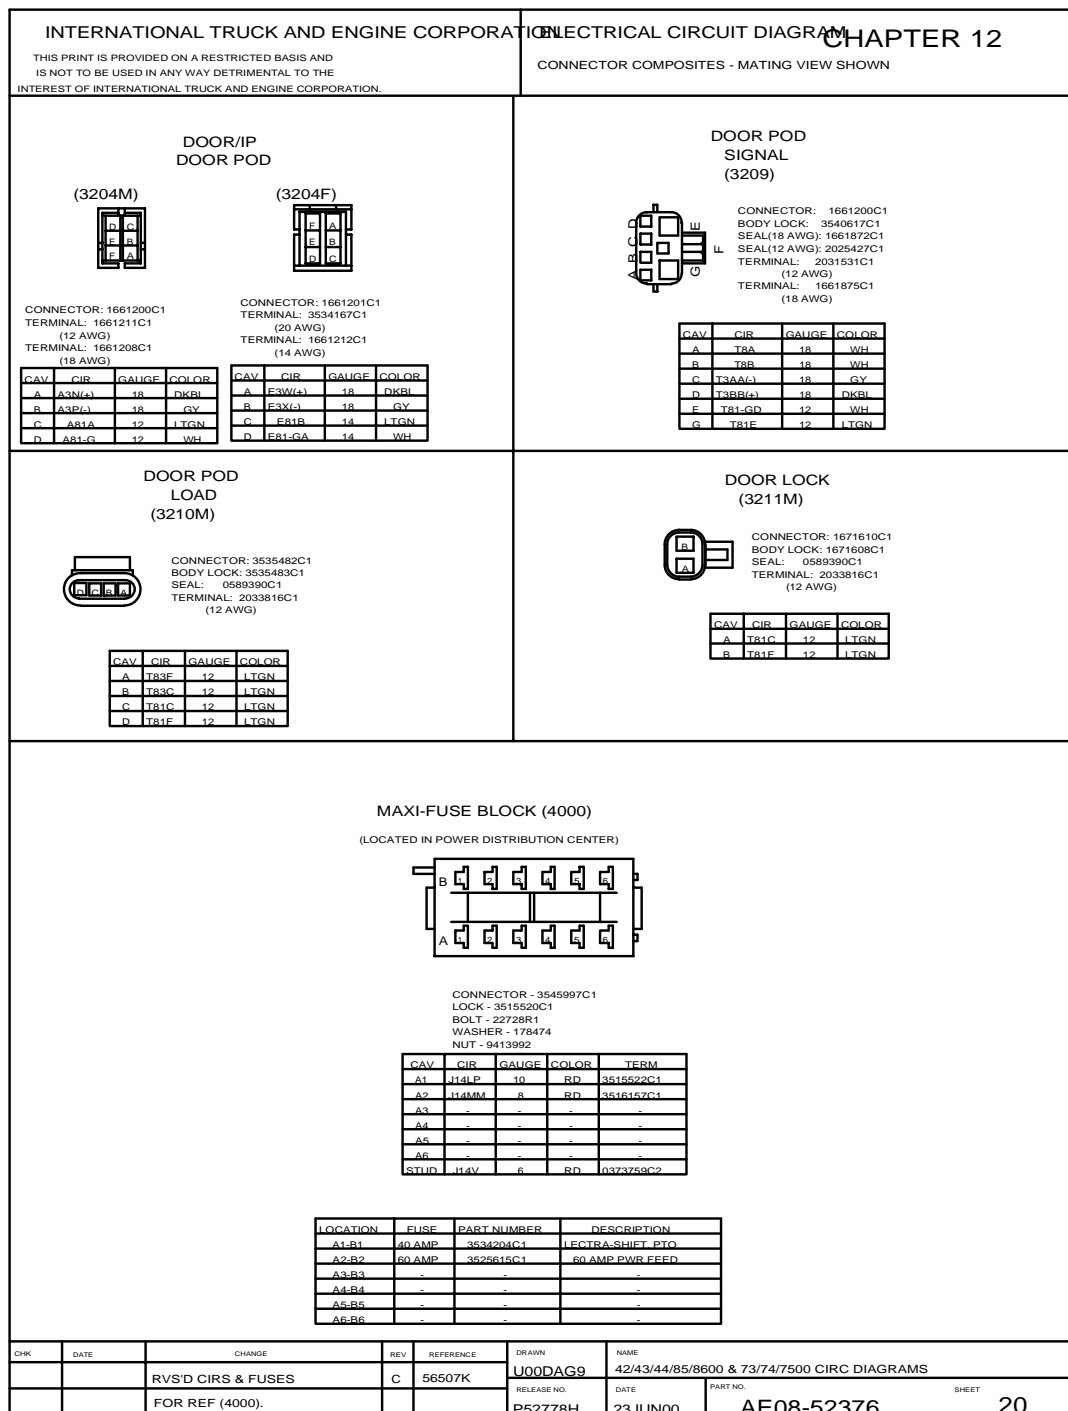 INTERNATIONAL TRUCK AND ENGINE CORPORATION
ELECTRICAL CIRCUIT DIAGRAM
CHAPTER 12
THIS PRINT IS PROVIDED ON A RESTRICTED BASIS AND
IS NOT TO BE USED IN ANY WAY DETRIMENTAL TO THE
INTEREST OF INTERNATIONAL TRUCK AND ENGINE CORPORATION.
CONNECTOR COMPOSITES - MATING VIEW SHOWN
DOOR/IP
DOOR POD
(3204M)
D C
E B
F A
CONNECTOR: 1661200C1
TERMINAL: 1661211C1
(12 AWG)
TERMINAL: 1661208C1
(18 AWG)
CAV CIR GAUGE COLOR
A A3N(+) 18 DKBL
B A3P(-) 18 GY
C A81A 12 LTGN
D A81-G 12 WH
(3204F)
F A
E B
D C
CONNECTOR: 1661201C1
TERMINAL: 3534167C1
(20 AWG)
TERMINAL: 1661212C1
(14 AWG)
CAV CIR GAUGE COLOR
A E3W(+) 18 DKBL
B E3X(-) 18 GY
C E81B 14 LTGN
D E81-GA 14 WH
DOOR POD
SIGNAL
(3209)
A B C D
G E
F
CONNECTOR: 1661200C1
BODY LOCK: 3540617C1
SEAL(18 AWG): 1661872C1
SEAL(12 AWG): 2025427C1
TERMINAL: 2031531C1
(12 AWG)
TERMINAL: 1661875C1
(18 AWG)
CAV CIR GAUGE COLOR
A T8A 18 WH
B T8B 18 WH
C T3AA(-) 18 GY
D T3BB(+) 18 DKBL
E T81-GD 12 WH
G T81E 12 LTGN
DOOR POD
LOAD
(3210M)
D C B A
CONNECTOR: 3535482C1
BODY LOCK: 3535483C1
SEAL: 0589390C1
TERMINAL: 2033816C1
(12 AWG)
CAV CIR GAUGE COLOR
A T83F 12 LTGN
B T83C 12 LTGN
C T81C 12 LTGN
D T81F 12 LTGN
DOOR LOCK
(3211M)
B
A
CONNECTOR: 1671610C1
BODY LOCK: 1671608C1
SEAL: 0589390C1
TERMINAL: 2033816C1
(12 AWG)
CAV CIR GAUGE COLOR
A T81C 12 LTGN
B T81F 12 LTGN
MAXI-FUSE BLOCK (4000)
(LOCATED IN POWER DISTRIBUTION CENTER)
B 1 2 3 4 5 6
A 1 2 3 4 5 6
CONNECTOR - 3545997C1
LOCK - 3515520C1
BOLT - 22728R1
WASHER - 178474
NUT - 9413992
CAV CIR GAUGE COLOR TERM
A1 J14LP 10 RD 3515522C1
A2 J14MM 8 RD 3516157C1
A3 - - - -
A4 - - - -
A5 - - - -
A6 - - - -
STUD J14V 6 RD 0373759C2
LOCATION FUSE PART NUMBER DESCRIPTION
A1-B1 40 AMP 3534204C1 LECTRA-SHIFT, PTO
A2-B2 60 AMP 3525615C1 60 AMP PWR FEED
A3-B3 - - -
A4-B4 - - -
A5-B5 - - -
A6-B6 - - -
CHK DATE CHANGE REV REFERENCE DRAWN NAME
RVS'D CIRS & FUSES C 56507K U00DAG9 42/43/44/85/8600 & 73/74/7500 CIRC DIAGRAMS
RELEASE NO. DATE PART NO. SHEET
FOR REF (4000). P52778H 23JUN00 AE08-52376 20